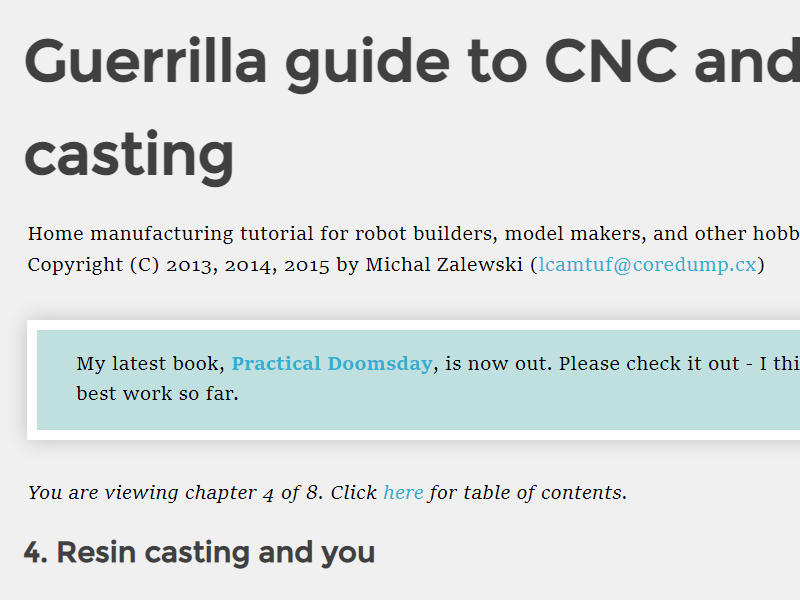 Guerrilla guide to CNC and
casting
Home manufacturing tutorial for robot builders, model makers, and other hobb
Copyright (C) 2013, 2014, 2015 by Michal Zalewski (lcamtuf@coredump.cx)
My latest book, Practical Doomsday, is now out. Please check it out - I thi
best work so far.
You are viewing chapter 4 of 8. Click here for table of contents.
4. Resin casting and you